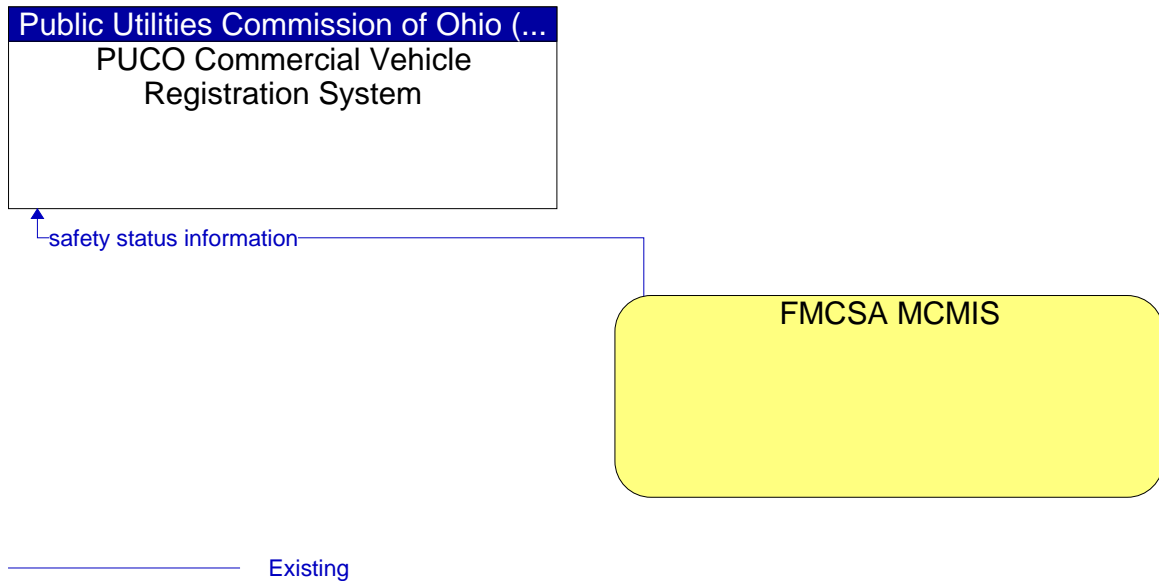 Public Utilities Commission of Ohio (...
PUCO Commercial Vehicle
Registration System
safety status information
FMCSA MCMIS
Existing